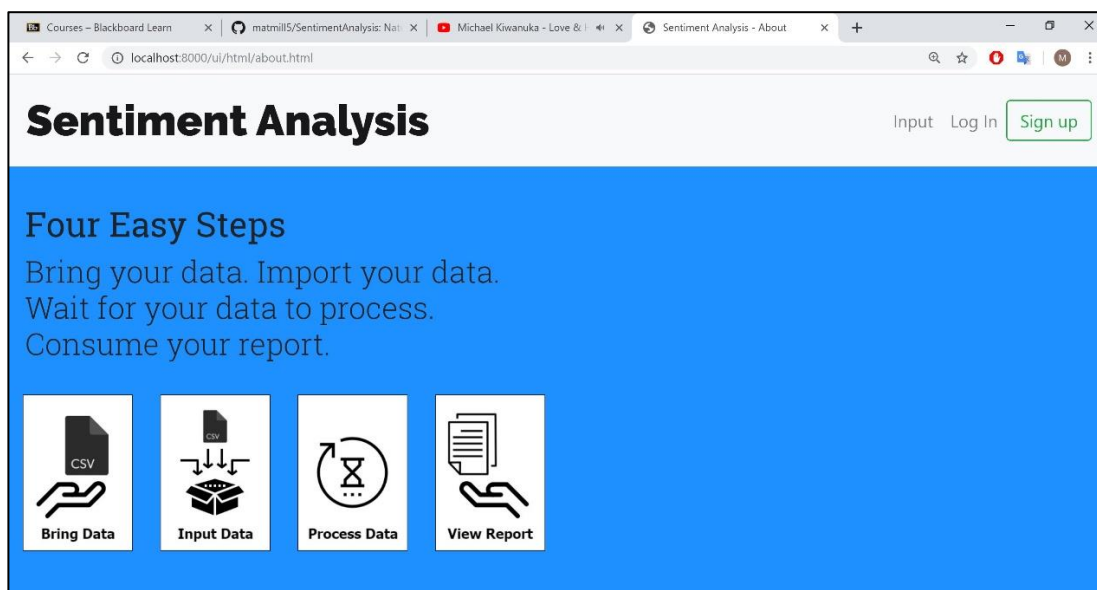 Courses – Blackboard Learn
matmill5/SentimentAnalysis: Nat
Michael Kiwanuka - Love &
Sentiment Analysis - About
localhost:8000/ui/html/about.html
M
Sentiment Analysis
Input Log In Sign up
Four Easy Steps
Bring your data. Import your data.
Wait for your data to process.
Consume your report.
CSV
Bring Data
CSV
Input Data
Process Data
View Report